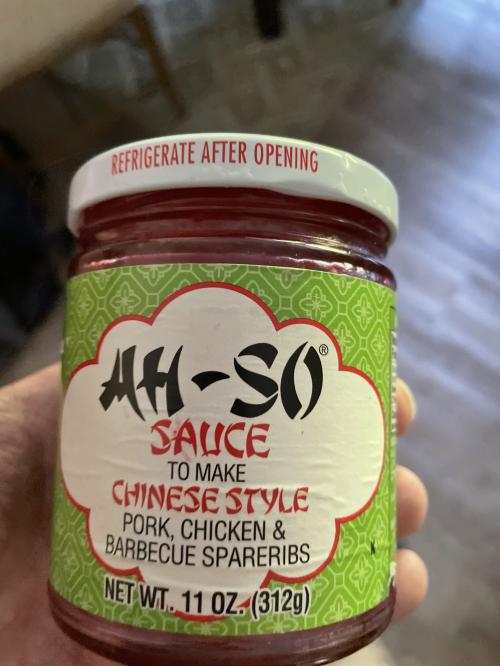 REFRIGERATE AFTER OPENING
AH-SO®
SAUCE
TO MAKE
CHINESE STYLE
PORK, CHICKEN &
BARBECUE SPARERIBS
K
NET WT. 11 OZ. (312g)